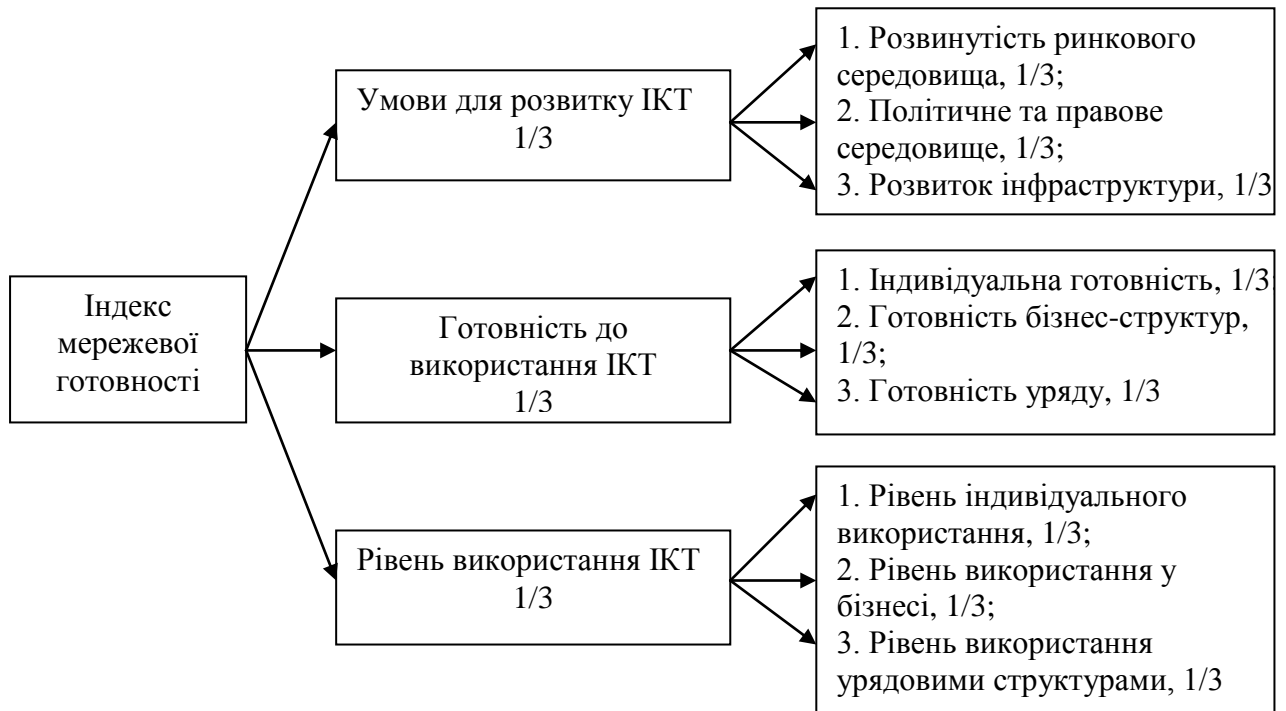 Індекс
мережевої
готовності
Умови для розвитку ІКТ
1/3
1. Розвинутість ринкового
середовища, 1/3;
2. Політичне та правове
середовище, 1/3;
3. Розвиток інфраструктури, 1/3
Готовність до
використання ІКТ
1/3
1. Індивідуальна готовність, 1/3;
2. Готовність бізнес-структур,
1/3;
3. Готовність уряду, 1/3
Рівень використання ІКТ
1/3
1. Рівень індивідуального
використання, 1/3;
2. Рівень використання у
бізнесі, 1/3;
3. Рівень використання
урядовими структурами, 1/3